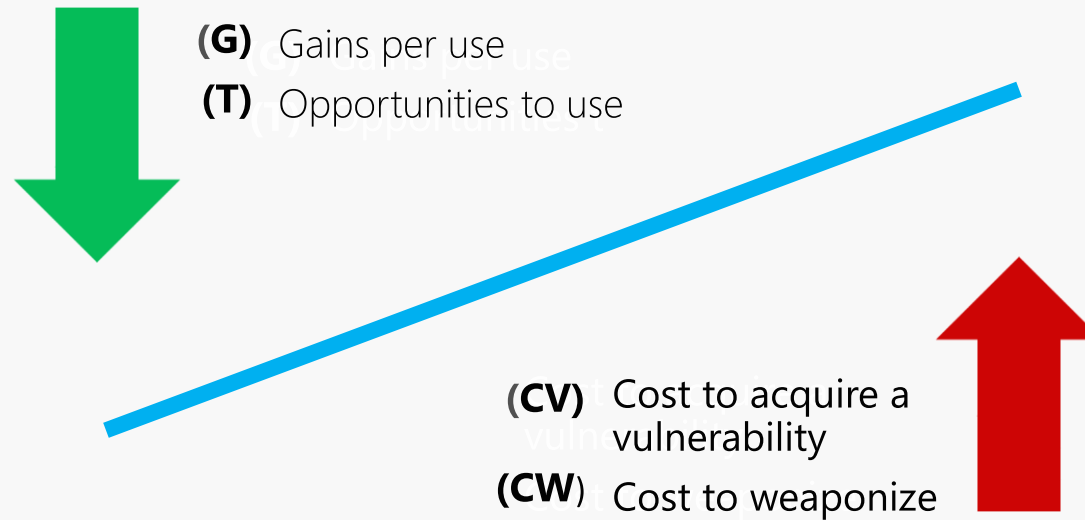 (G) Gains per use
(T) Opportunities to use
(CV) Cost to acquire a
vulnerability
(CW) Cost to weaponize